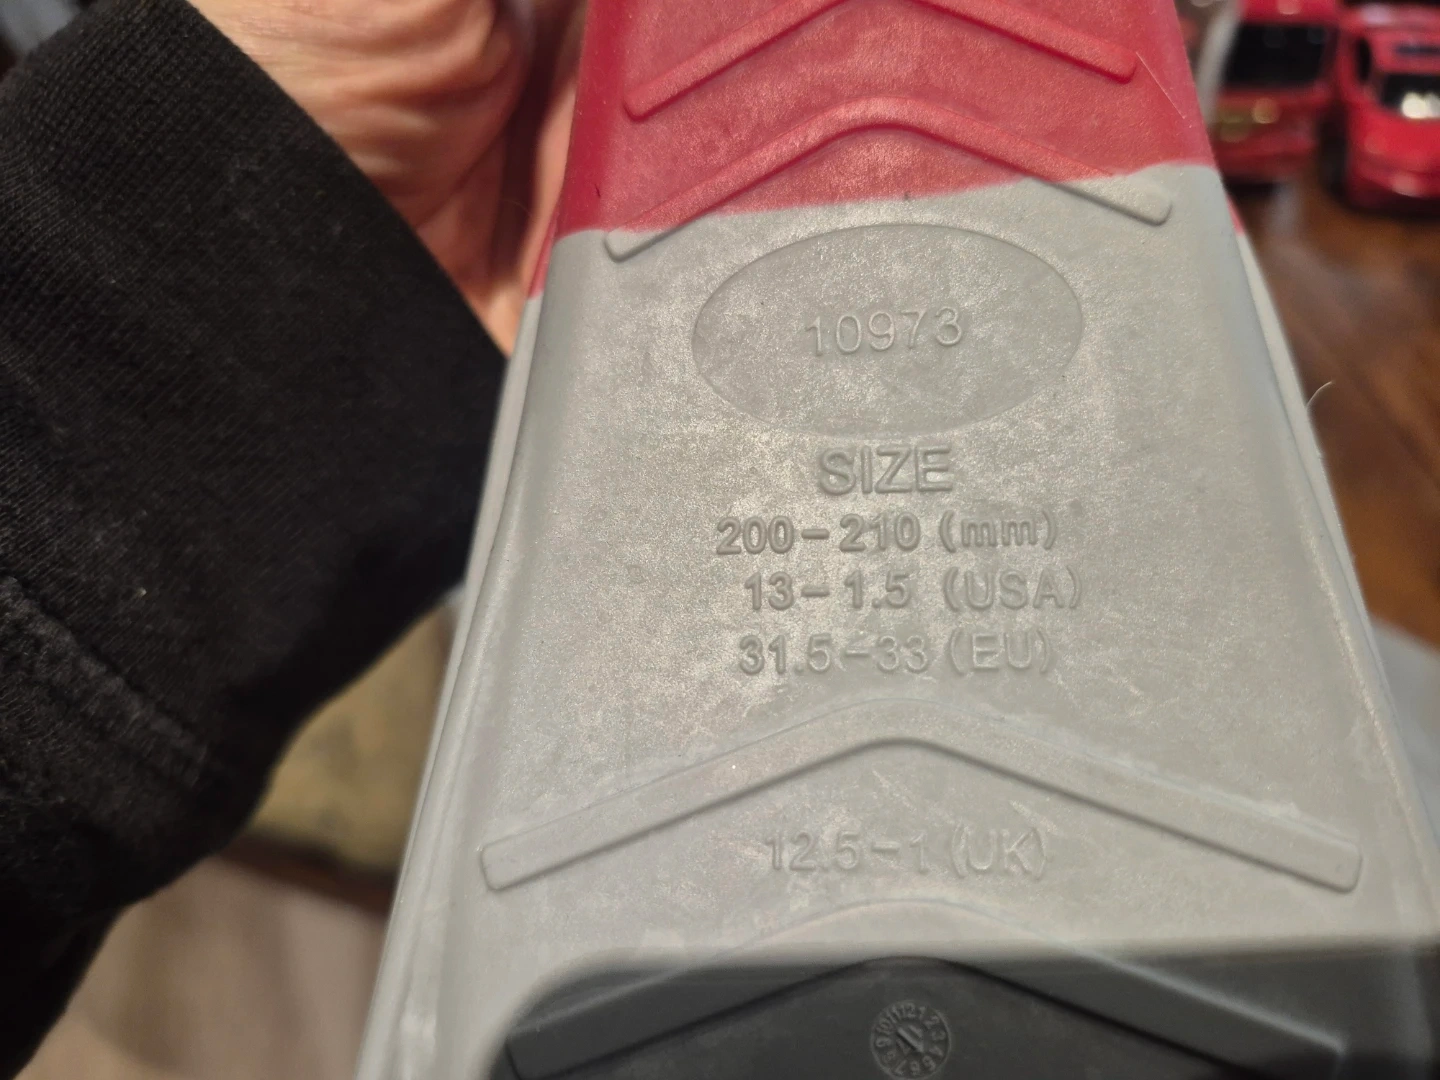 10973
SIZE
200-210 (mm)
13-1.5 (USA)
31.5-33 (EU)
12.5-1 (UK)